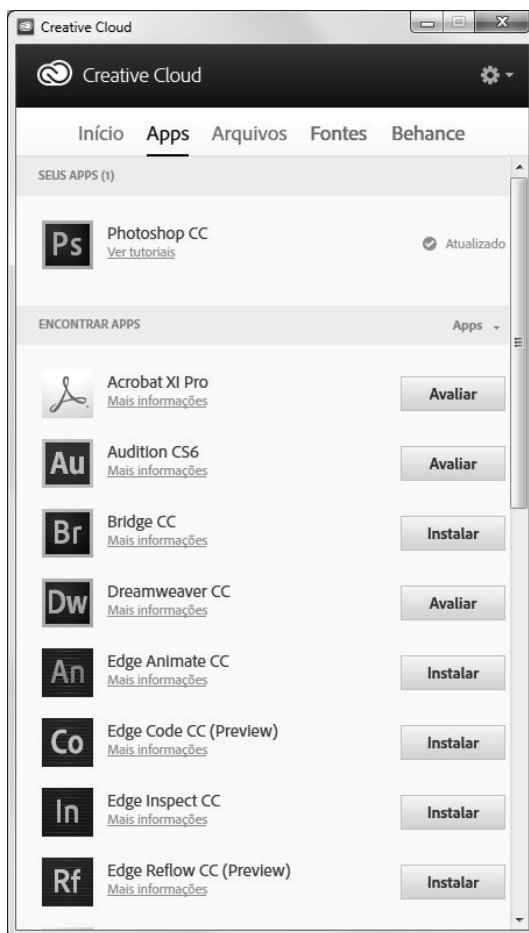 Creative Cloud
Creative Cloud
Início Apps Arquivos Fontes Behance
SEUS APPS (1)
Ps Photoshop CC
Ver tutoriais
Atualizado
ENCONTRAR APPS Apps
Acrobat XI Pro
Mais informações
Avaliar
Au Audition CS6
Mais informações
Avaliar
Br Bridge CC
Mais informações
Instalar
Dw Dreamweaver CC
Mais informações
Avaliar
An Edge Animate CC
Mais informações
Instalar
Co Edge Code CC (Preview)
Mais informações
Instalar
In Edge Inspect CC
Mais informações
Instalar
Rf Edge Reflow CC (Preview)
Mais informações
Instalar